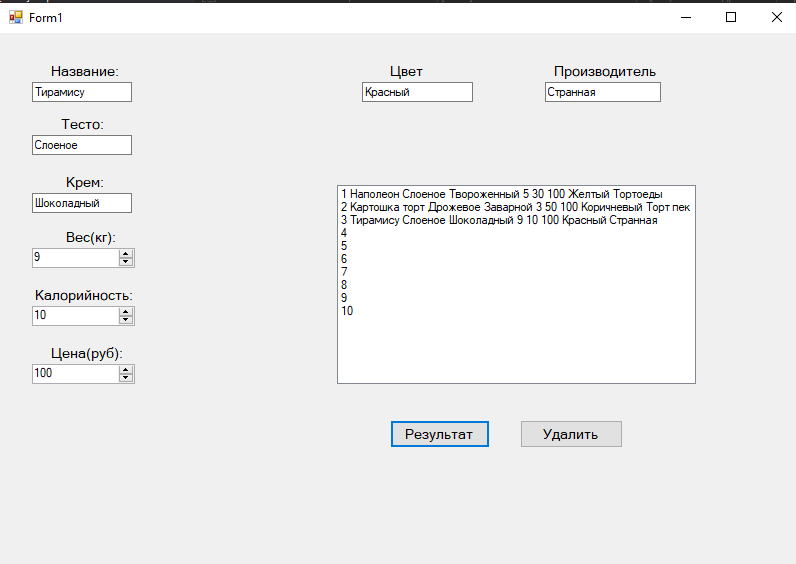 Form1
Название:
Тирамису
Тесто:
Слоеное
Крем:
Шоколадный
Вес(кг):
9
Калорийность:
10
Цена(руб):
100
Цвет
Красный
Производитель
Странная
1 Наполеон Слоеное Твороженный 5 30 100 Желтый Тортоеды
2 Картошка торт Дрожевое Заварной 3 50 100 Коричневый Торт пек
3 Тирамису Слоеное Шоколадный 9 10 100 Красный Странная
4
5
6
7
8
9
10
Результат
Удалить